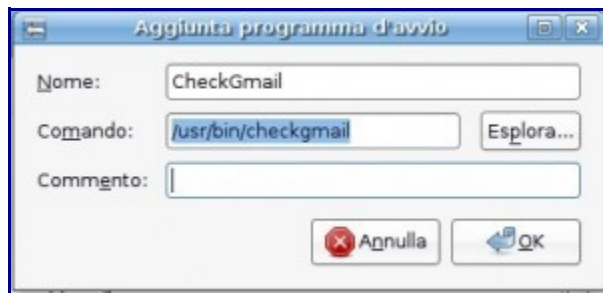 Aggiunta programma d'avvio
Nome: CheckGmail
Comando: /usr/bin/checkgmail Esplora...
Commento:
Annulla OK